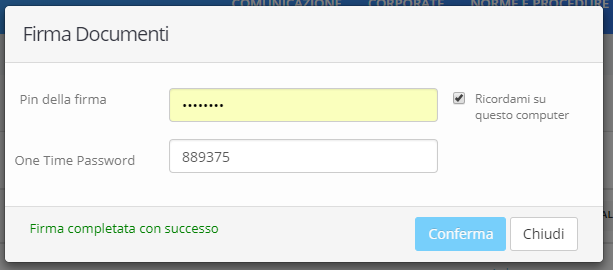 COMUNICAZIONE CORPORATE NORME E PROCEDURE
Firma Documenti
Pin della firma
••••••••
Ricordami su
questo computer
One Time Password
889375
Firma completata con successo
Conferma
Chiudi